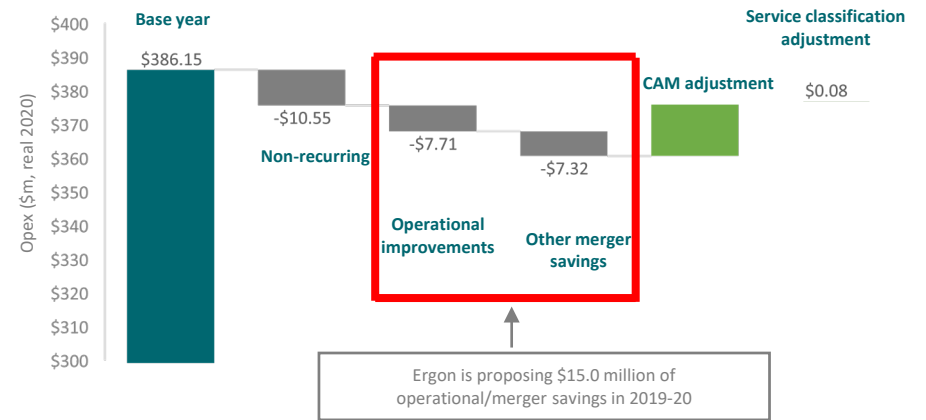 Base year
Service classification
adjustment
$400
$390
$380
$370
$360
$350
$340
$330
$320
$310
$300
Opex ($m, real 2020)
$386.15
-$10.55
Non-recurring
-$7.71
Operational
improvements
-$7.32
Other merger
savings
CAM adjustment
$0.08
Ergon is proposing $15.0 million of
operational/merger savings in 2019-20